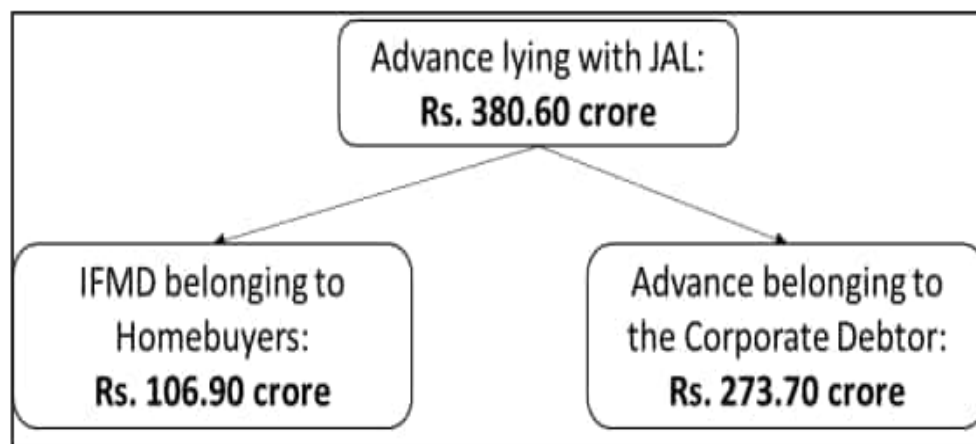 Advance lying with JAL:
Rs. 380.60 crore
IFMD belonging to
Homebuyers:
Rs. 106.90 crore
Advance belonging to
the Corporate Debtor:
Rs. 273.70 crore